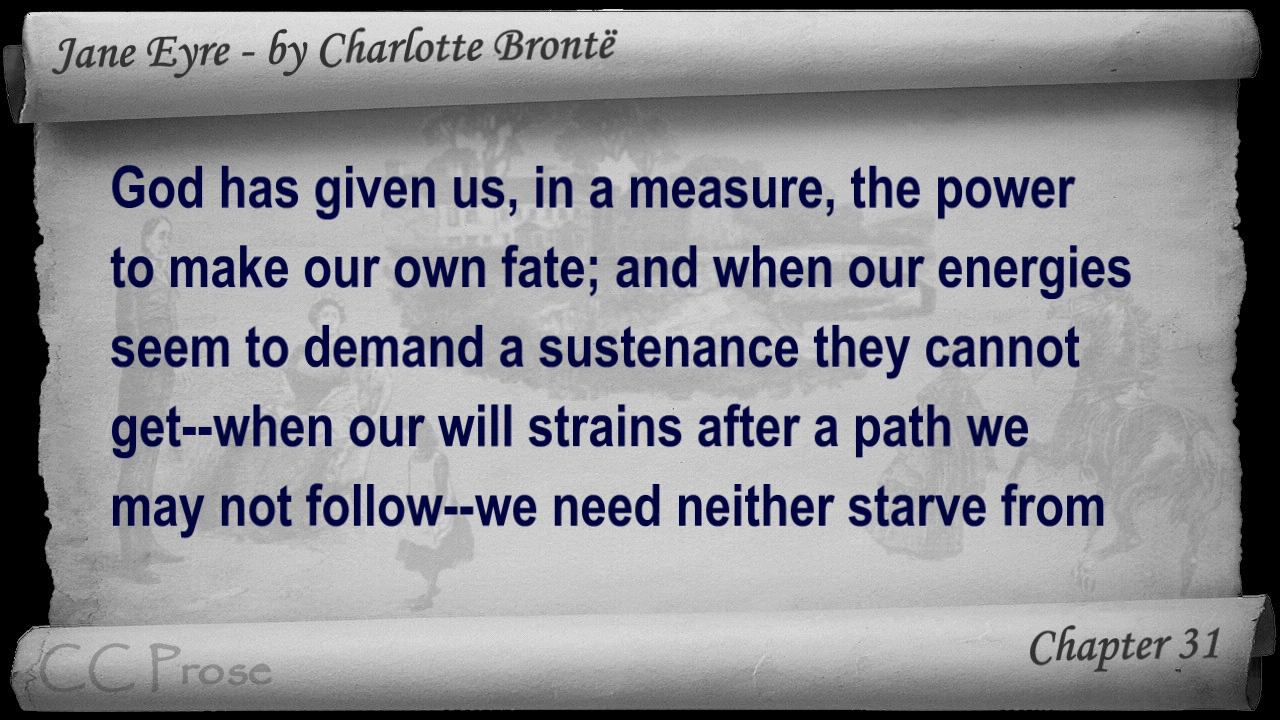 Jane Eyre - by Charlotte Brontë
God has given us, in a measure, the power
to make our own fate; and when our energies
seem to demand a sustenance they cannot
get--when our will strains after a path we
may not follow--we need neither starve from
Chapter 31
CC Prose